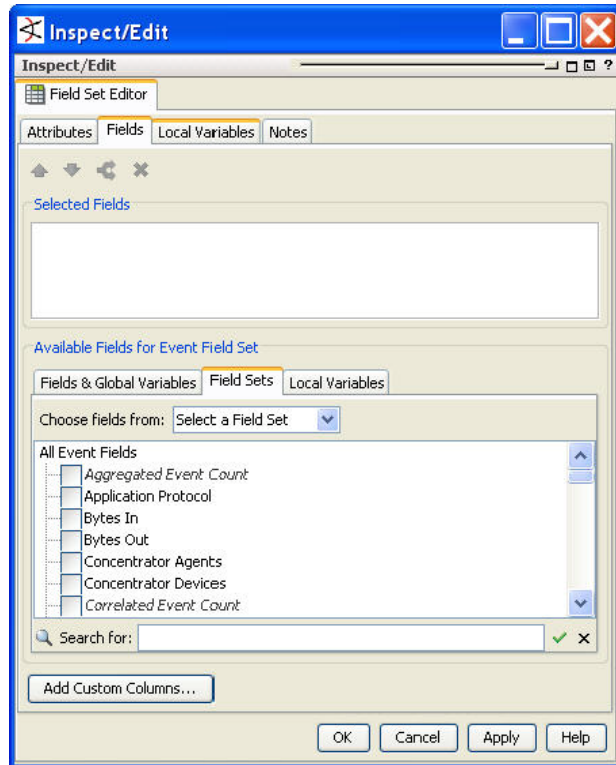 Inspect/Edit
Inspect/Edit ?
Field Set Editor
Attributes Fields Local Variables Notes
Selected Fields
Available Fields for Event Field Set
Fields & Global Variables Field Sets Local Variables
Choose fields from: Select a Field Set
All Event Fields
Aggregated Event Count
Application Protocol
Bytes In
Bytes Out
Concentrator Agents
Concentrator Devices
Correlated Event Count
Search for:
Add Custom Columns...
OK Cancel Apply Help